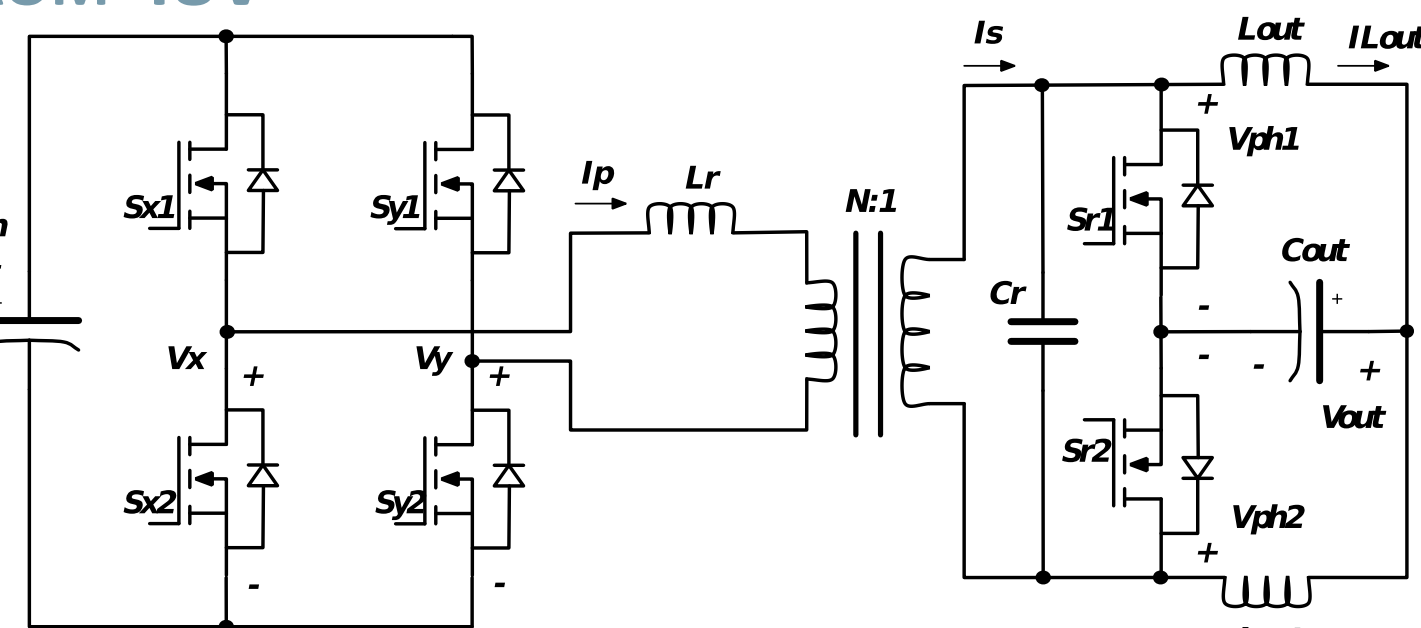 Is
Lout
ILout
+
Vph1
Ip
Lr
N:1
Sx1
Sy1
Sr1
Cout
Cr
-
+
Vx
+
Vy
+
-
-
+
Vout
Sr2
Sx2
Sy2
Vph2
+
-
-